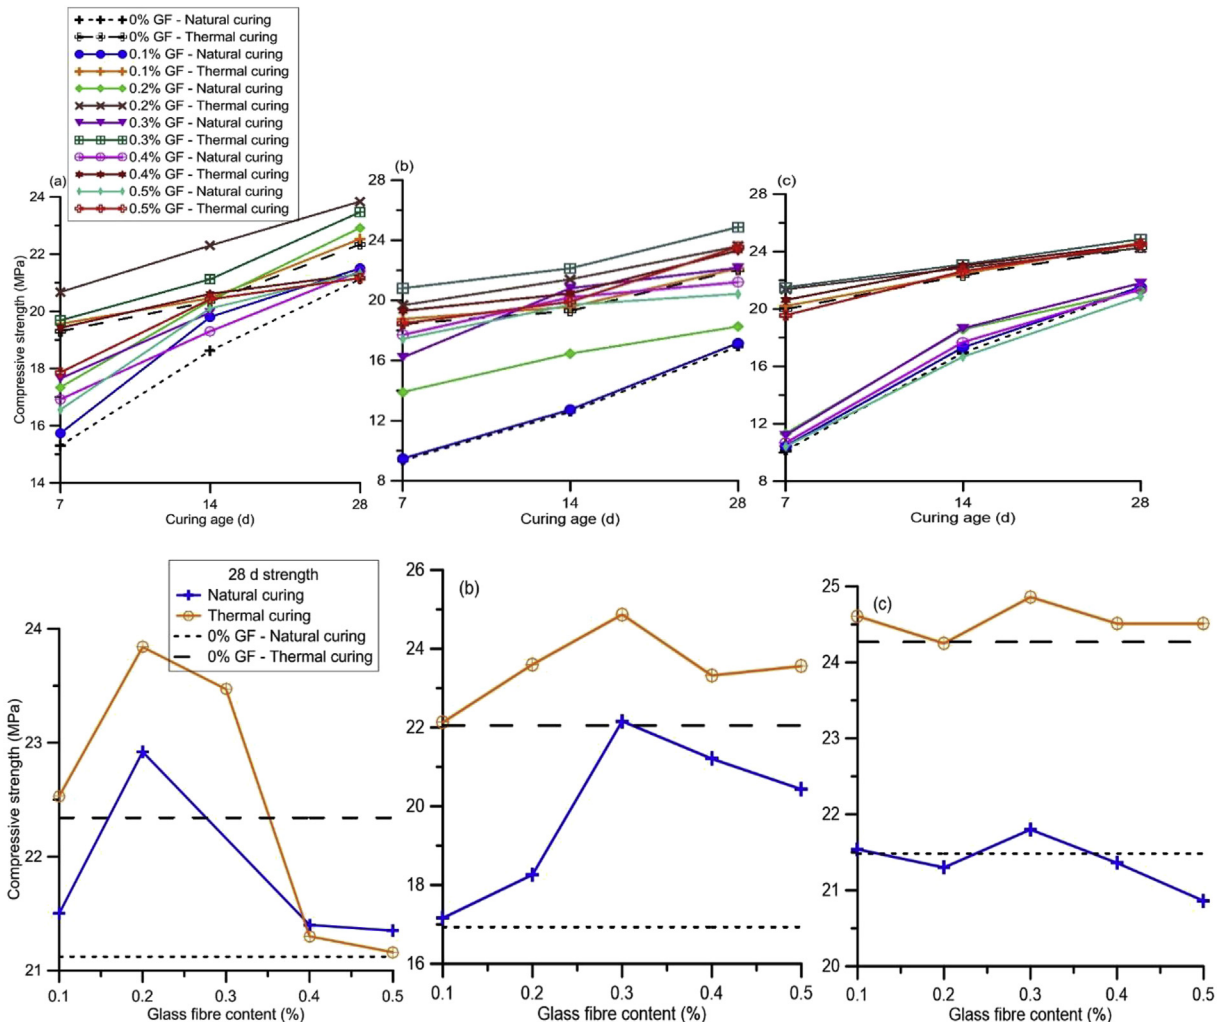 0% GF - Natural curing
0% GF - Thermal curing
0.1% GF - Natural curing
0.1% GF - Thermal curing
0.2% GF - Natural curing
0.2% GF - Thermal curing
0.3% GF - Natural curing
0.3% GF - Thermal curing
0.4% GF - Natural curing
0.4% GF - Thermal curing
0.5% GF - Natural curing
0.5% GF - Thermal curing
(a)
24
22
20
18
16
14
7
14
28
Compressive strength (MPa)
Curing age (d)
(b)
28
24
20
16
12
8
7
14
28
Curing age (d)
(c)
28
24
20
16
12
8
7
14
28
Curing age (d)
28 d strength
Natural curing
Thermal curing
0% GF - Natural curing
0% GF - Thermal curing
24
23
22
21
0.1
0.2
0.3
0.4
0.5
Compressive strength (MPa)
Glass fibre content (%)
(b)
26
24
22
20
18
16
0.1
0.2
0.3
0.4
0.5
Glass fibre content (%)
(c)
25
24
23
22
21
20
0.1
0.2
0.3
0.4
0.5
Glass fibre content (%)